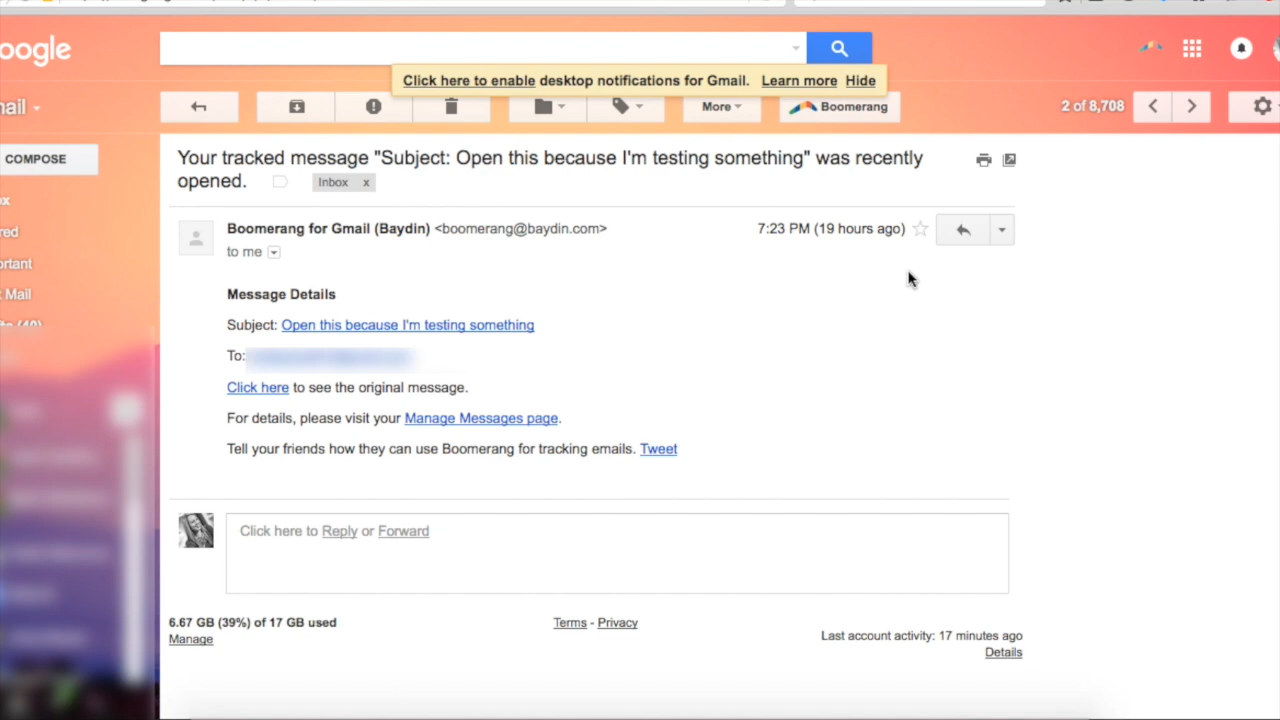 oogle
Click here to enable desktop notifications for Gmail. Learn more Hide
ail
More
Boomerang
2 of 8,708
COMPOSE
Your tracked message "Subject: Open this because I'm testing something" was recently
opened.
Inbox x
x
red
ortant
t Mail
Boomerang for Gmail (Baydin) <boomerang@baydin.com>
7:23 PM (19 hours ago)
to me
Message Details
Subject: Open this because I'm testing something
To:
Click here to see the original message.
For details, please visit your Manage Messages page.
Tell your friends how they can use Boomerang for tracking emails. Tweet
Click here to Reply or Forward
6.67 GB (39%) of 17 GB used
Manage
Terms - Privacy
Last account activity: 17 minutes ago
Details